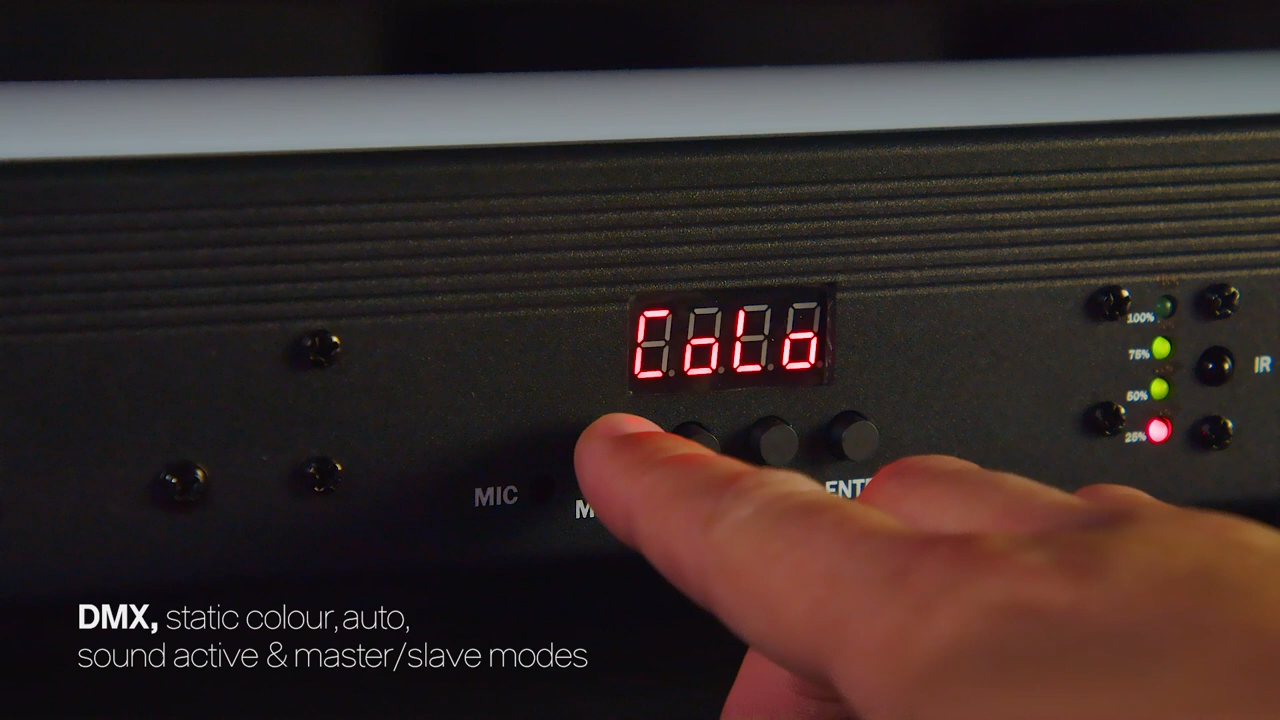 CoLo
100%
75%
50%
25%
IR
MIC
DMX, static colour, auto,
sound active & master/slave modes